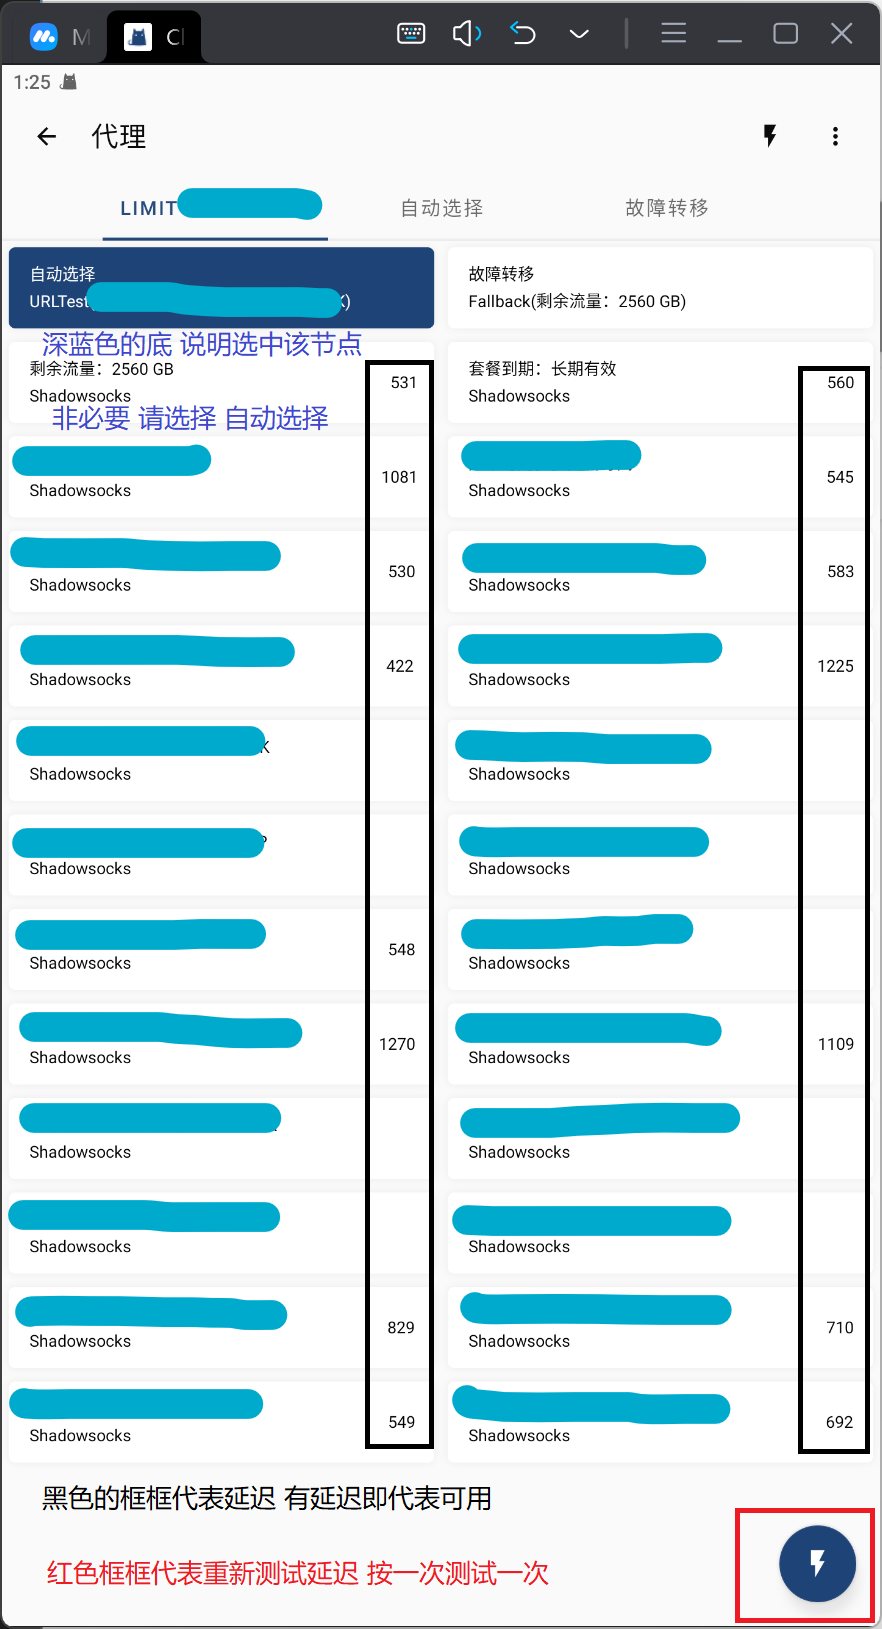 M
Cl
1:25
代理
LIMIT
自动选择
故障转移
自动选择
URLTest(
故障转移
Fallback(剩余流量：2560 GB)
深蓝色的底 说明选中该节点
剩余流量：2560 GB
Shadowsocks
531
套餐到期：长期有效
Shadowsocks
560
非必要 请选择 自动选择
Shadowsocks
1081
Shadowsocks
545
Shadowsocks
530
Shadowsocks
583
Shadowsocks
422
Shadowsocks
1225
Shadowsocks
Shadowsocks
Shadowsocks
Shadowsocks
Shadowsocks
548
Shadowsocks
Shadowsocks
1270
Shadowsocks
1109
Shadowsocks
Shadowsocks
Shadowsocks
Shadowsocks
Shadowsocks
829
Shadowsocks
710
Shadowsocks
549
Shadowsocks
692
黑色的框框代表延迟 有延迟即代表可用
红色框框代表重新测试延迟 按一次测试一次